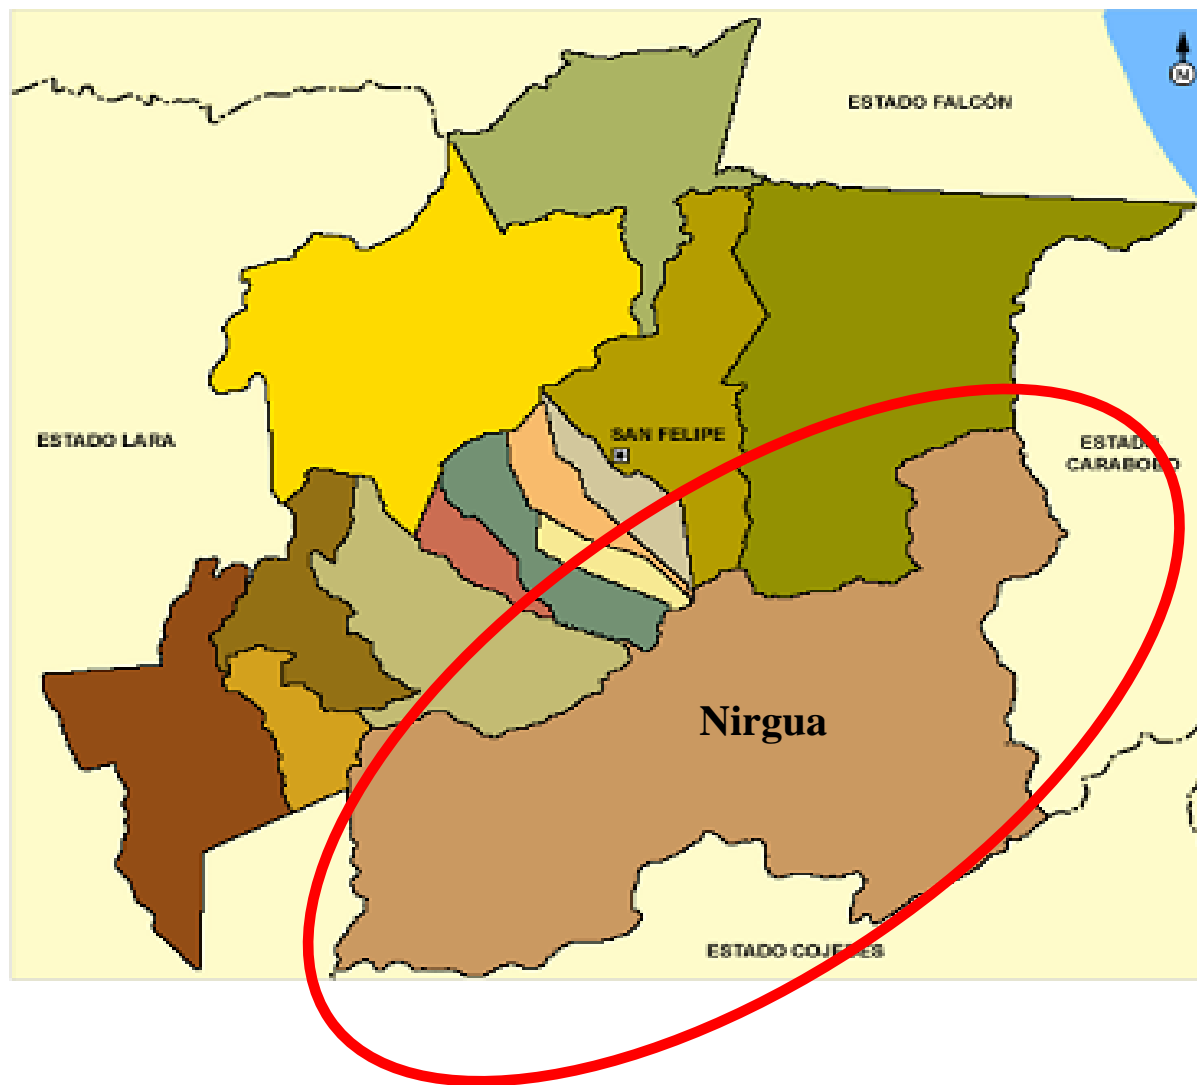 N
ESTADO FALCÓN
ESTADO LARA
SAN FELIPE
ESTADO
CARABOBO
Nirgua
ESTADO COJEDES